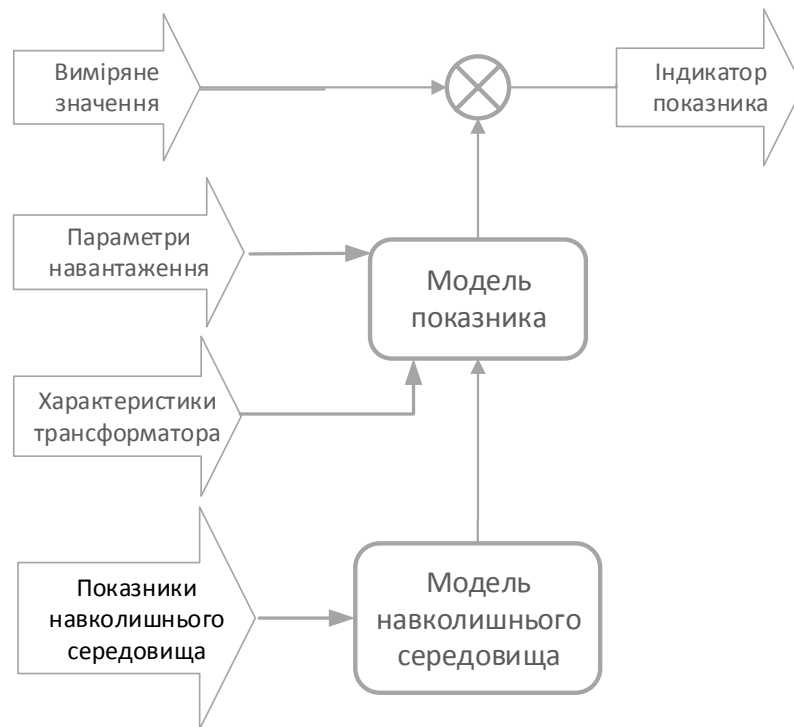 Виміряне
значення
Індикатор
показника
Параметри
навантаження
Модель
показника
Характеристики
трансформатора
Показники
навколишнього
середовища
Модель
навколишнього
середовища